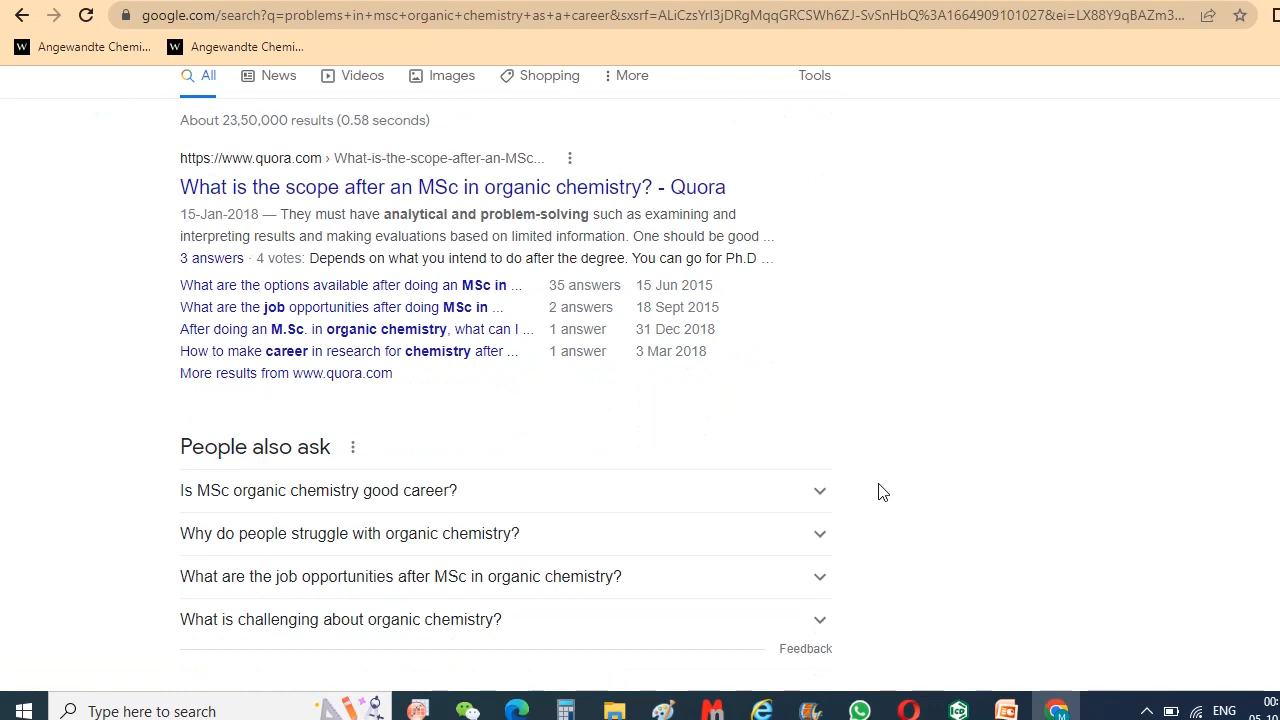 google.com/search?q=problems+in+msc+organic+chemistry+as+a+career&sxsrf=ALiCzsYrI3jDRgMqqGRCSWh6ZJ-SvSnHbQ%3A1664909101027&ei=LX88Y9qBAZm3...
W Angewandte Chemi... W Angewandte Chemi...
All News Videos Images Shopping More Tools
About 23,50,000 results (0.58 seconds)
https://www.quora.com › What-is-the-scope-after-an-MSc...
What is the scope after an MSc in organic chemistry? - Quora
15-Jan-2018 — They must have analytical and problem-solving such as examining and
interpreting results and making evaluations based on limited information. One should be good ...
3 answers · 4 votes: Depends on what you intend to do after the degree. You can go for Ph.D ...
What are the options available after doing an MSc in ... 35 answers 15 Jun 2015
What are the job opportunities after doing MSc in ... 2 answers 18 Sept 2015
After doing an M.Sc. in organic chemistry, what can I ... 1 answer 31 Dec 2018
How to make career in research for chemistry after ... 1 answer 3 Mar 2018
More results from www.quora.com
People also ask
Is MSc organic chemistry good career?
Why do people struggle with organic chemistry?
What are the job opportunities after MSc in organic chemistry?
What is challenging about organic chemistry?
Feedback
Type here to search
ENG